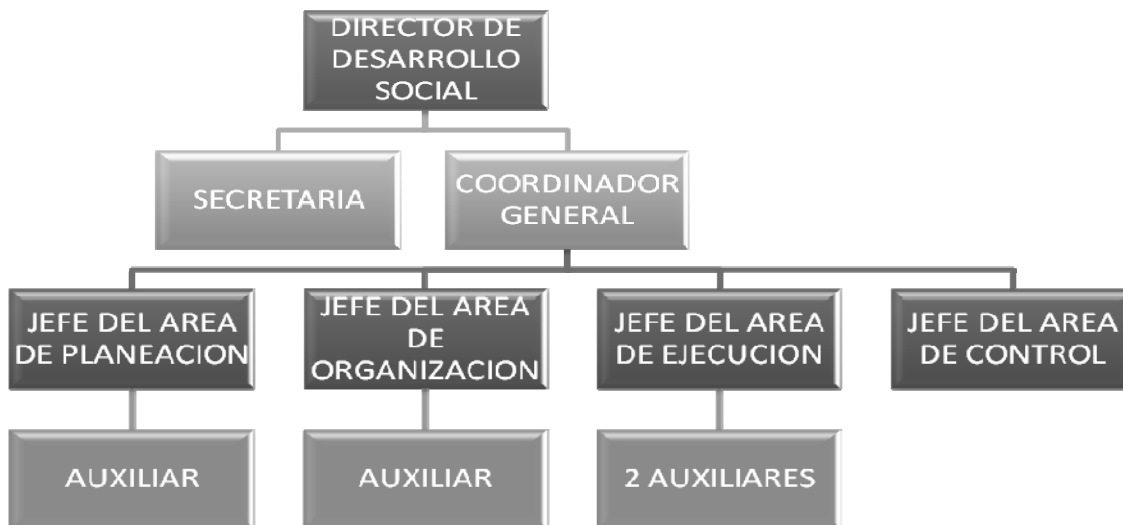 DIRECTOR DE
DESARROLLO
SOCIAL
SECRETARIA
COORDINADOR
GENERAL
JEFE DEL AREA
DE PLANEACION
JEFE DEL AREA
DE
ORGANIZACION
JEFE DEL AREA
DE EJECUCION
JEFE DEL AREA
DE CONTROL
AUXILIAR
AUXILIAR
2 AUXILIARES